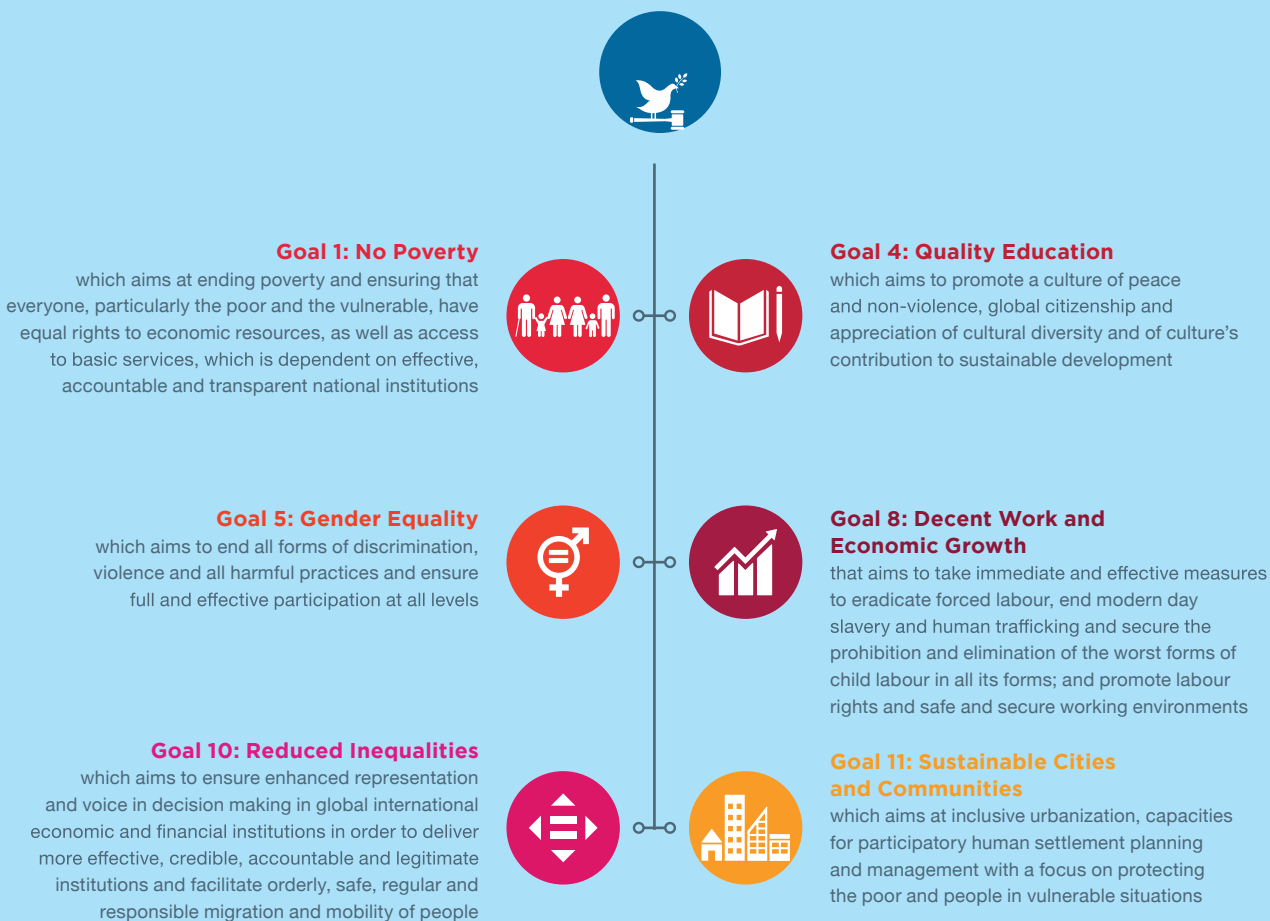 Goal 1: No Poverty
which aims at ending poverty and ensuring that
everyone, particularly the poor and the vulnerable, have
equal rights to economic resources, as well as access
to basic services, which is dependent on effective,
accountable and transparent national institutions
Goal 4: Quality Education
which aims to promote a culture of peace
and non-violence, global citizenship and
appreciation of cultural diversity and of culture's
contribution to sustainable development
Goal 5: Gender Equality
which aims to end all forms of discrimination,
violence and all harmful practices and ensure
full and effective participation at all levels
Goal 8: Decent Work and
Economic Growth
that aims to take immediate and effective measures
to eradicate forced labour, end modern day
slavery and human trafficking and secure the
prohibition and elimination of the worst forms of
child labour in all its forms; and promote labour
rights and safe and secure working environments
Goal 10: Reduced Inequalities
which aims to ensure enhanced representation
and voice in decision making in global international
economic and financial institutions in order to deliver
more effective, credible, accountable and legitimate
institutions and facilitate orderly, safe, regular and
responsible migration and mobility of people
Goal 11: Sustainable Cities
and Communities
which aims at inclusive urbanization, capacities
for participatory human settlement planning
and management with a focus on protecting
the poor and people in vulnerable situations